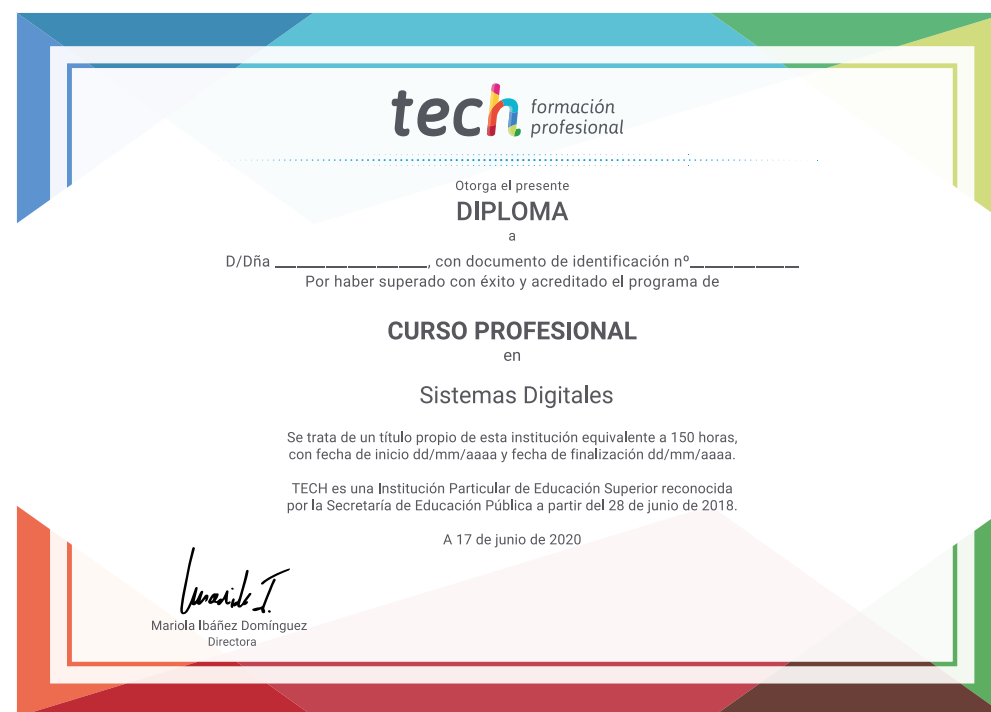 tech formación
profesional
Otorga el presente
DIPLOMA
a
D/Dña ______________, con documento de identificación nº__________
Por haber superado con éxito y acreditado el programa de
CURSO PROFESIONAL
en
Sistemas Digitales
Se trata de un título propio de esta institución equivalente a 150 horas,
con fecha de inicio dd/mm/aaaa y fecha de finalización dd/mm/aaaa.
TECH es una Institución Particular de Educación Superior reconocida
por la Secretaría de Educación Pública a partir del 28 de junio de 2018.
A 17 de junio de 2020
Mariola Ibáñez Domínguez
Directora